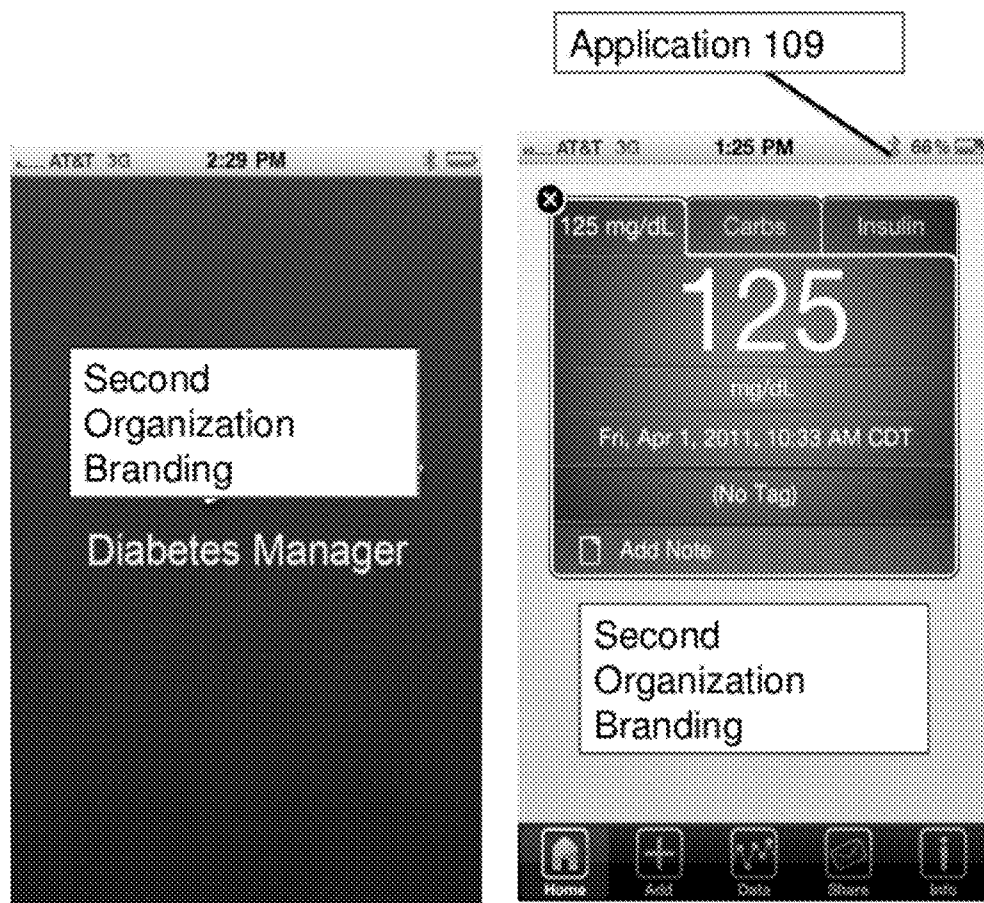 Application 109
AT&T 3G 2:29 PM
Second
Organization
Branding
Diabetes Manager
AT&T 3G 1:25 PM 66%
125 mg/dL Carbs Insulin
125
mg/dL
Fri, Apr 1, 2011, 10:33 AM CDT
(No Tag)
Add Note
Second
Organization
Branding
Home Add Data Share Info